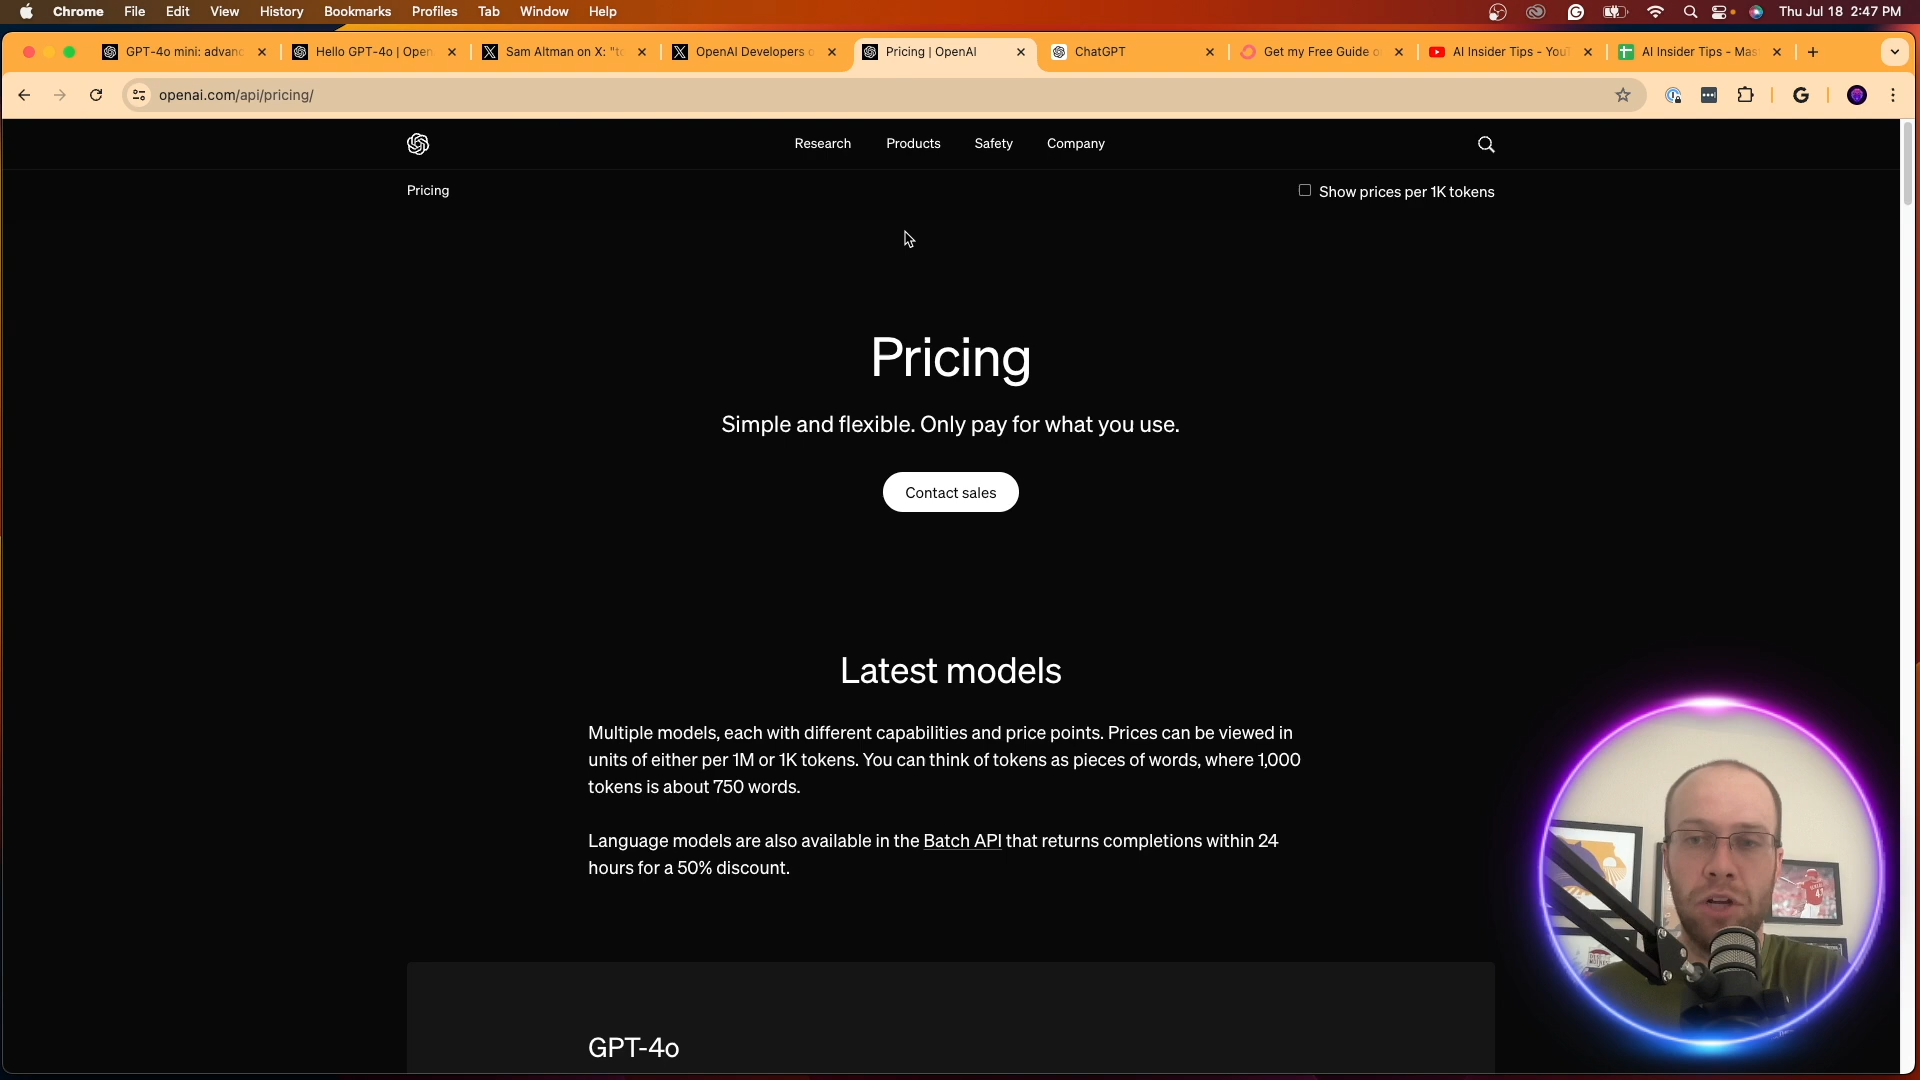 Chrome File Edit View History Bookmarks Profiles Tab Window Help Thu Jul 18 2:47 PM
GPT-4o mini: advanc Hello GPT-4o | Open Sam Altman on X: "to OpenAI Developers o Pricing | OpenAI ChatGPT Get my Free Guide o AI Insider Tips - YouT AI Insider Tips - Mas
openai.com/api/pricing/
Research Products Safety Company
Pricing Show prices per 1K tokens
Pricing
Simple and flexible. Only pay for what you use.
Contact sales
Latest models
Multiple models, each with different capabilities and price points. Prices can be viewed in
units of either per 1M or 1K tokens. You can think of tokens as pieces of words, where 1,000
tokens is about 750 words.
Language models are also available in the Batch API that returns completions within 24
hours for a 50% discount.
GPT-4o